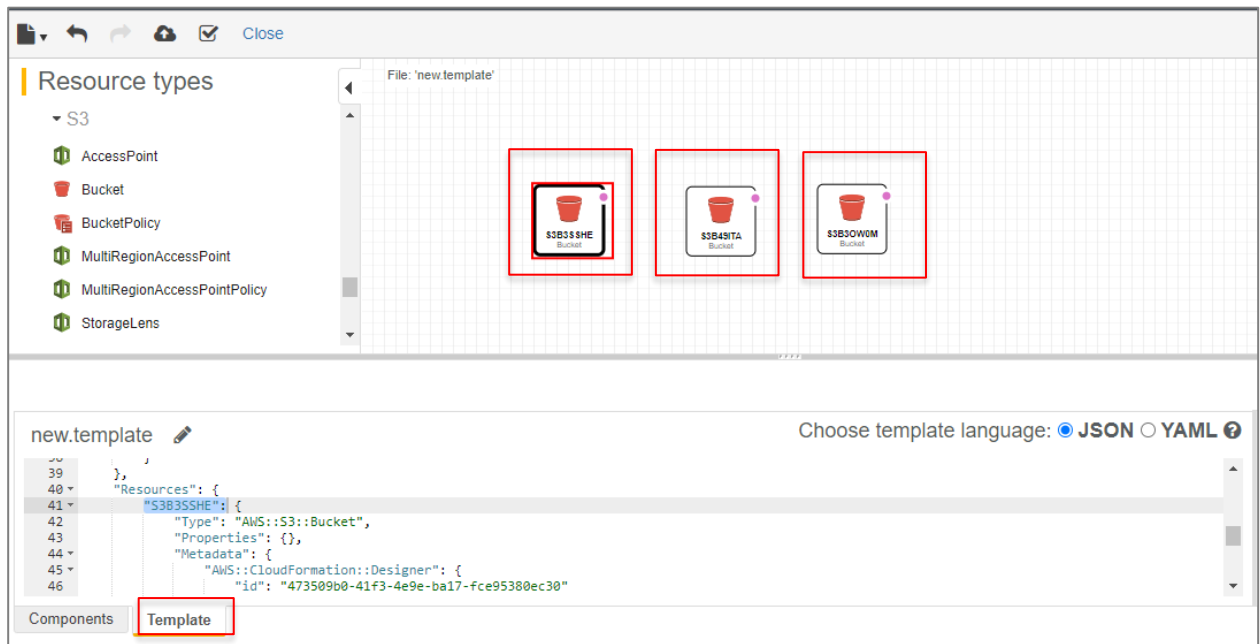 Close
Resource types
S3
AccessPoint
Bucket
BucketPolicy
MultiRegionAccessPoint
MultiRegionAccessPointPolicy
StorageLens
File: 'new.template'
S3B3SSHE
Bucket
S3B49ITA
Bucket
S3B3OW0M
Bucket
new.template
Choose template language: JSON YAML
38 }
39 },
40 "Resources": {
41 "S3B3SSHE": {
42 "Type": "AWS::S3::Bucket",
43 "Properties": {},
44 "Metadata": {
45 "AWS::CloudFormation::Designer": {
46 "id": "473509b0-41f3-4e9e-ba17-fce95380ec30"
Components Template